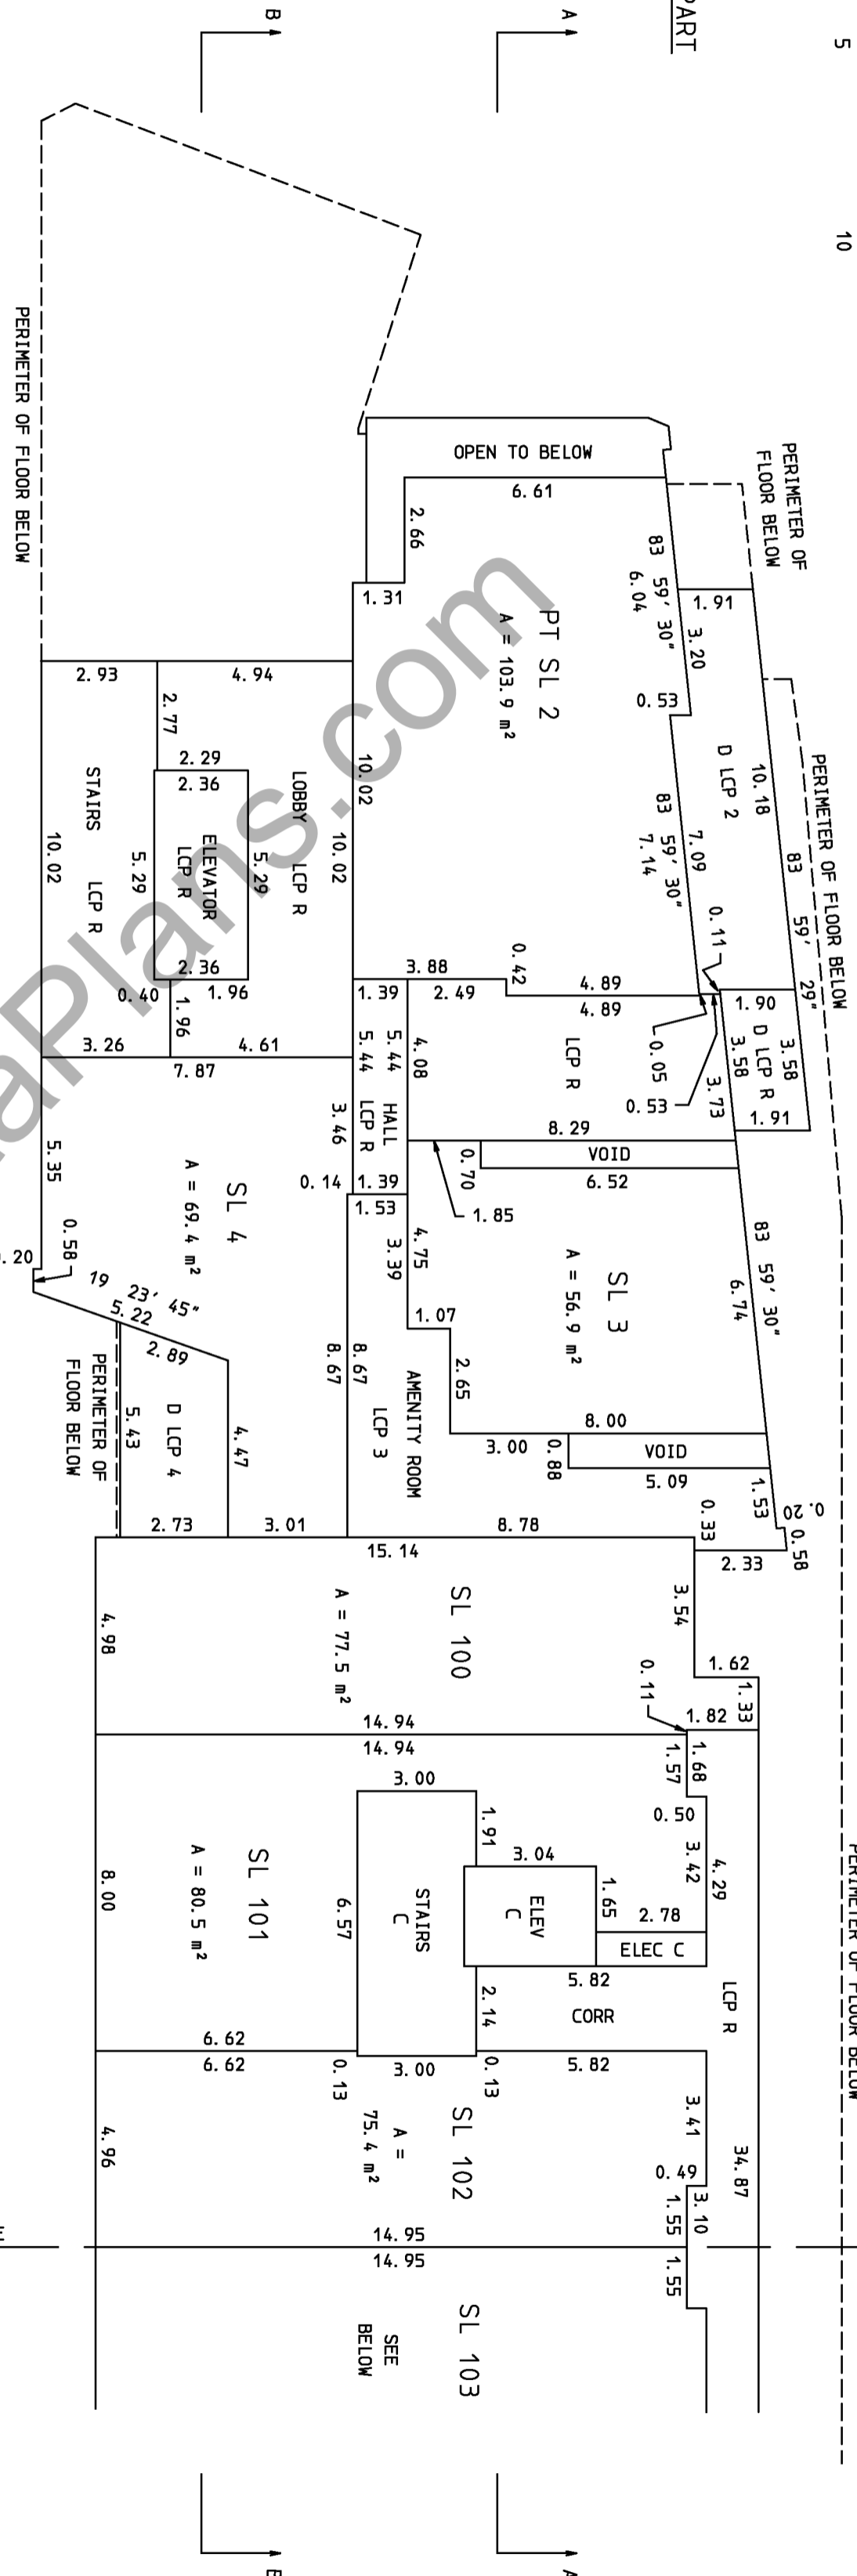 PART
5
10
B
A
PERIMETER OF FLOOR BELOW
OPEN TO BELOW
6.61
2.66
1.31
PT SL 2
A = 103.9 m²
83 59′ 30″
6.04
PERIMETER OF
FLOOR BELOW
1.91
3.20
0.53
D LCP 2
10.18
83 59′ 29″
PERIMETER OF FLOOR BELOW
83 59′ 30″
7.14
7.09
0.11
2.93
4.94
2.77
2.29
2.36
STAIRS LCP R
10.02
5.29
ELEVATOR
LCP R
5.29
LOBBY LCP R
10.02
10.02
2.36
0.40
1.96
1.96
3.26
4.61
7.87
3.88
0.42
1.39
2.49
4.89
4.89
5.44
5.44
4.08
HALL
LCP R
3.46
0.14
1.39
1.53
LCP R
0.05
0.53
3.73
1.90
D LCP R
3.58
3.58
1.91
8.29
VOID
0.70
6.52
1.85
5.35
SL 4
A = 69.4 m²
0.58
.20
19 23′ 45″
5.22
2.89
PERIMETER OF
FLOOR BELOW
5.43
D LCP 4
4.47
2.73
3.01
8.67
8.67
3.39
4.75
1.07
2.65
AMENITY ROOM
LCP 3
SL 3
A = 56.9 m²
83 59′ 30″
6.74
8.00
3.00
0.88
VOID
5.09
1.53
0.20
0.58
0.33
2.33
8.78
15.14
SL 100
A = 77.5 m²
4.98
3.54
1.62
1.33
1.82
0.11
14.94
14.94
1.57
1.68
0.50
3.42
4.29
3.00
1.91
3.04
1.65
2.78
ELEV
C
ELEC C
STAIRS
C
6.57
SL 101
A = 80.5 m²
8.00
5.82
2.14
CORR
LCP R
PERIMETER OF FLOOR BELOW
6.62
6.62
0.13
3.00
0.13
5.82
SL 102
A =
75.4 m²
4.96
3.41
0.49
3.10
1.55
34.87
14.95
14.95
1.55
SL 103
SEE
BELOW
B
A
aPlans.com